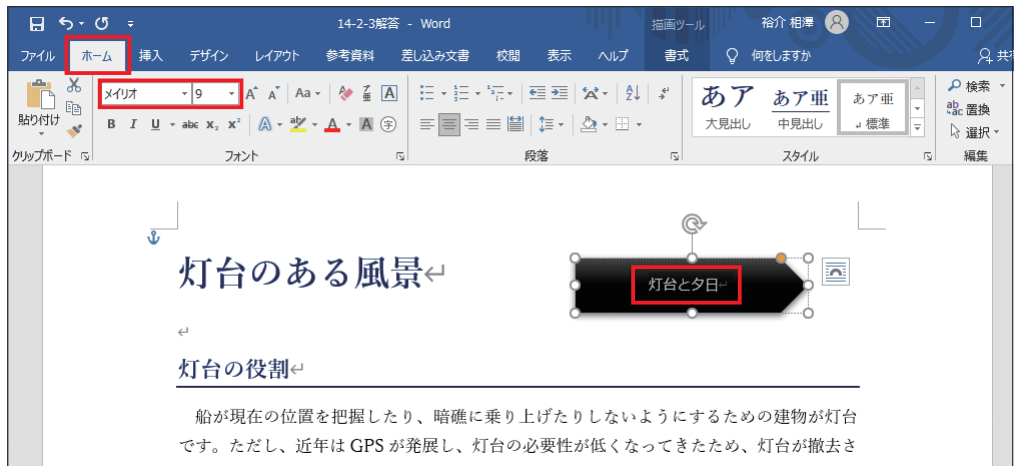 14-2-3解答 - Word
描画ツール
裕介 相澤
ファイル ホーム 挿入 デザイン レイアウト 参考資料 差し込み文書 校閲 表示 ヘルプ 書式 何をしますか 共有
メイリオ 9 A A Aa A
検索
置換
選択
貼り付け
B I U abc x₂ x² A aby A A 字
あア 大見出し
あア亜 中見出し
あア亜 標準
クリップボード フォント 段落 スタイル 編集
灯台のある風景
灯台と夕日
灯台の役割
船が現在の位置を把握したり、暗礁に乗り上げたりしないようにするための建物が灯台
です。ただし、近年は GPS が発展し、灯台の必要性が低くなってきたため、灯台が撤去さ